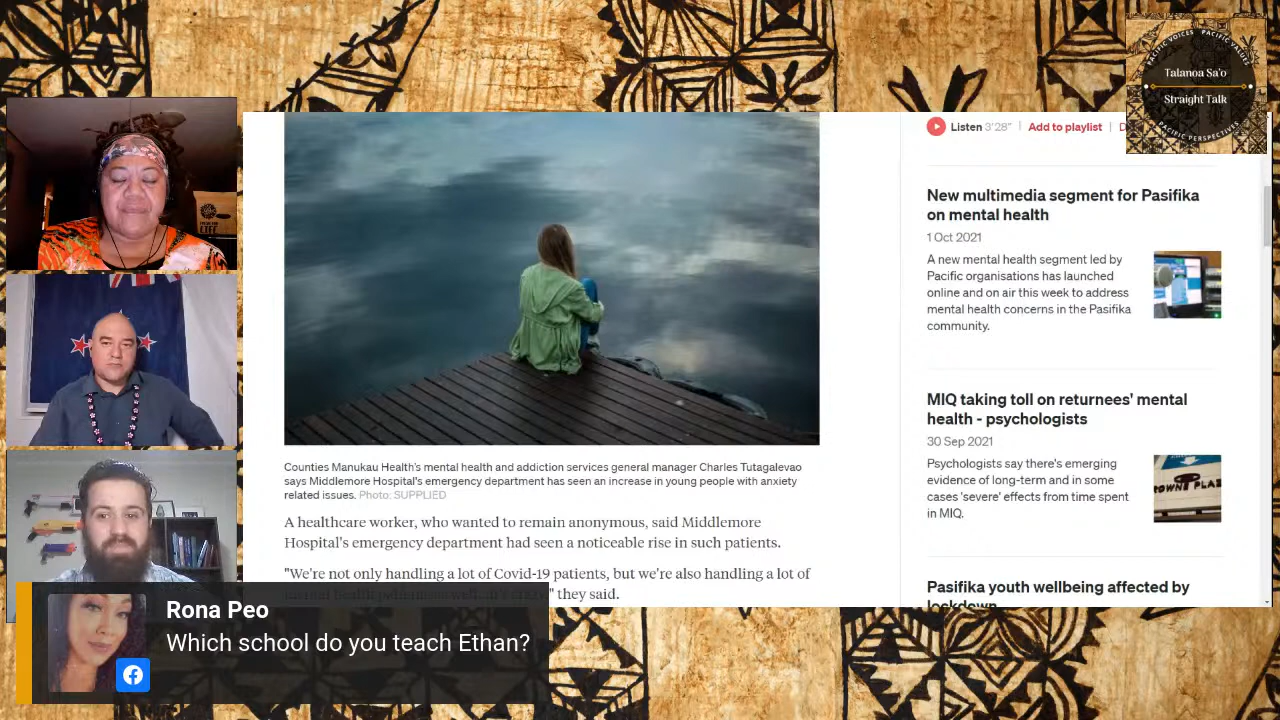 PACIFIC VOICES PACIFIC VALUES
Talanoa Sa'o
Straight Talk
PACIFIC PERSPECTIVES
Listen 3'28" | Add to playlist | D
New multimedia segment for Pasifika
on mental health
1 Oct 2021
A new mental health segment led by
Pacific organisations has launched
online and on air this week to address
mental health concerns in the Pasifika
community.
MIQ taking toll on returnees' mental
health - psychologists
30 Sep 2021
Psychologists say there's emerging
evidence of long-term and in some
cases 'severe' effects from time spent
in MIQ.
Pasifika youth wellbeing affected by
lockdown
Counties Manukau Health's mental health and addiction services general manager Charles Tutagalevao
says Middlemore Hospital's emergency department has seen an increase in young people with anxiety
related issues. Photo: SUPPLIED
A healthcare worker, who wanted to remain anonymous, said Middlemore
Hospital's emergency department had seen a noticeable rise in such patients.
"We're not only handling a lot of Covid-19 patients, but we're also handling a lot of
" they said.
Rona Peo
Which school do you teach Ethan?